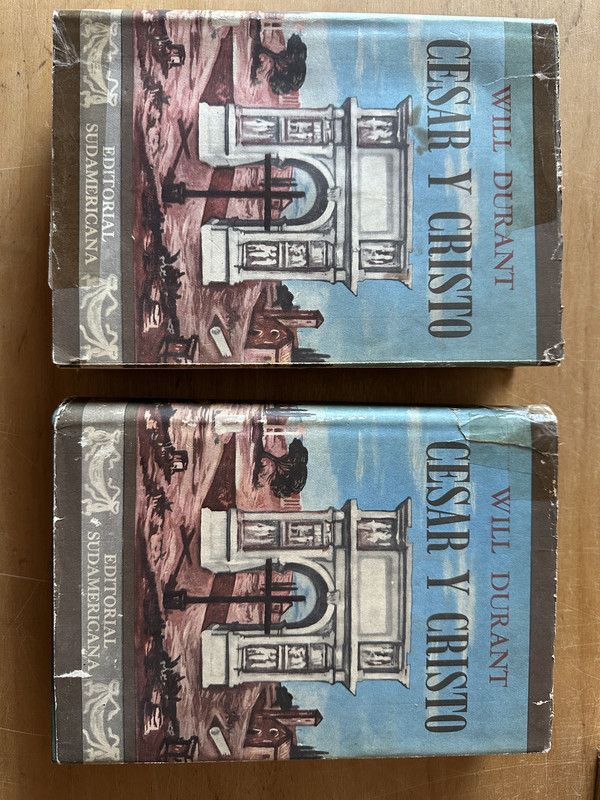 WILL DURANT
CESAR Y CRISTO
EDITORIAL
SUDAMERICANA
WILL DURANT
CESAR Y CRISTO
EDITORIAL
SUDAMERICANA